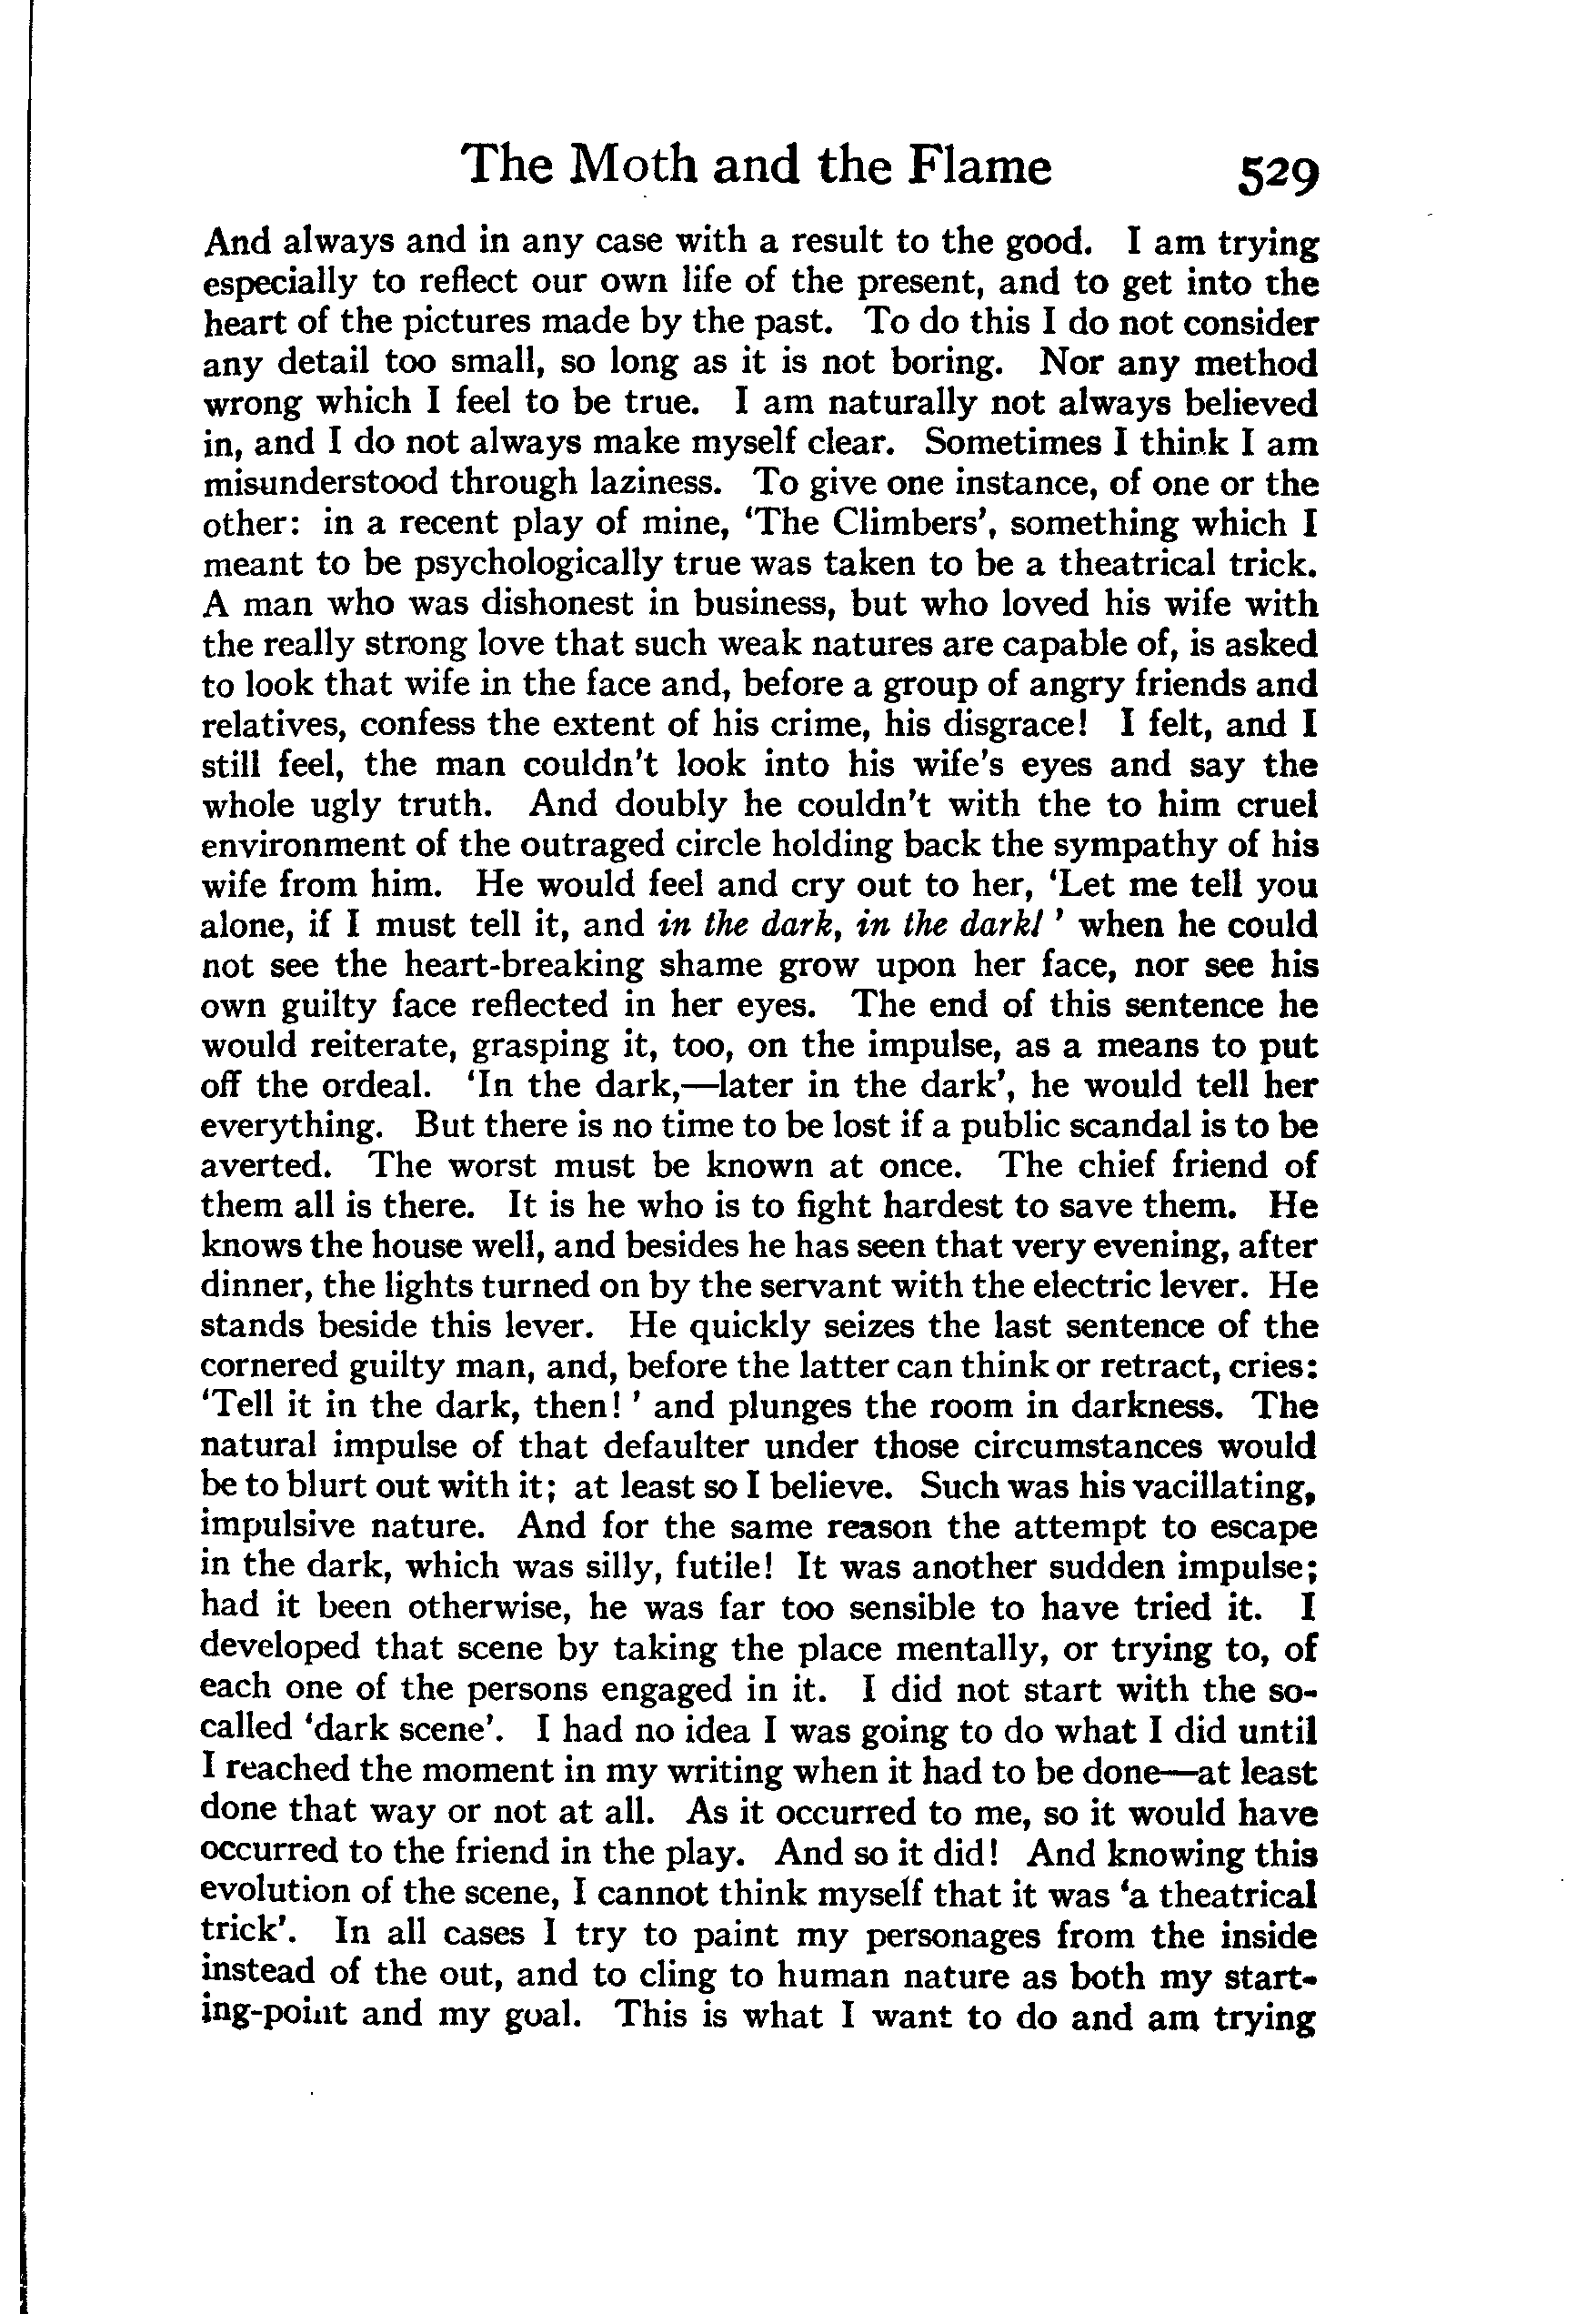 The Moth and the Flame 529
And always and in any case with a result to the good. I am trying
especially to reflect our own life of the present, and to get into the
heart of the pictures made by the past. To do this I do not consider
any detail too small, so long as it is not boring. Nor any method
wrong which I feel to be true. I am naturally not always believed
in, and I do not always make myself clear. Sometimes I think I am
misunderstood through laziness. To give one instance, of one or the
other: in a recent play of mine, 'The Climbers', something which I
meant to be psychologically true was taken to be a theatrical trick.
A man who was dishonest in business, but who loved his wife with
the really strong love that such weak natures are capable of, is asked
to look that wife in the face and, before a group of angry friends and
relatives, confess the extent of his crime, his disgrace! I felt, and I
still feel, the man couldn't look into his wife's eyes and say the
whole ugly truth. And doubly he couldn't with the to him cruel
environment of the outraged circle holding back the sympathy of his
wife from him. He would feel and cry out to her, 'Let me tell you
alone, if I must tell it, and in the dark, in the dark!' when he could
not see the heart-breaking shame grow upon her face, nor see his
own guilty face reflected in her eyes. The end of this sentence he
would reiterate, grasping it, too, on the impulse, as a means to put
off the ordeal. 'In the dark,—later in the dark', he would tell her
everything. But there is no time to be lost if a public scandal is to be
averted. The worst must be known at once. The chief friend of
them all is there. It is he who is to fight hardest to save them. He
knows the house well, and besides he has seen that very evening, after
dinner, the lights turned on by the servant with the electric lever. He
stands beside this lever. He quickly seizes the last sentence of the
cornered guilty man, and, before the latter can think or retract, cries:
'Tell it in the dark, then!' and plunges the room in darkness. The
natural impulse of that defaulter under those circumstances would
be to blurt out with it; at least so I believe. Such was his vacillating,
impulsive nature. And for the same reason the attempt to escape
in the dark, which was silly, futile! It was another sudden impulse;
had it been otherwise, he was far too sensible to have tried it. I
developed that scene by taking the place mentally, or trying to, of
each one of the persons engaged in it. I did not start with the so-
called 'dark scene'. I had no idea I was going to do what I did until
I reached the moment in my writing when it had to be done—at least
done that way or not at all. As it occurred to me, so it would have
occurred to the friend in the play. And so it did! And knowing this
evolution of the scene, I cannot think myself that it was 'a theatrical
trick'. In all cases I try to paint my personages from the inside
instead of the out, and to cling to human nature as both my start-
ing-point and my goal. This is what I want to do and am trying